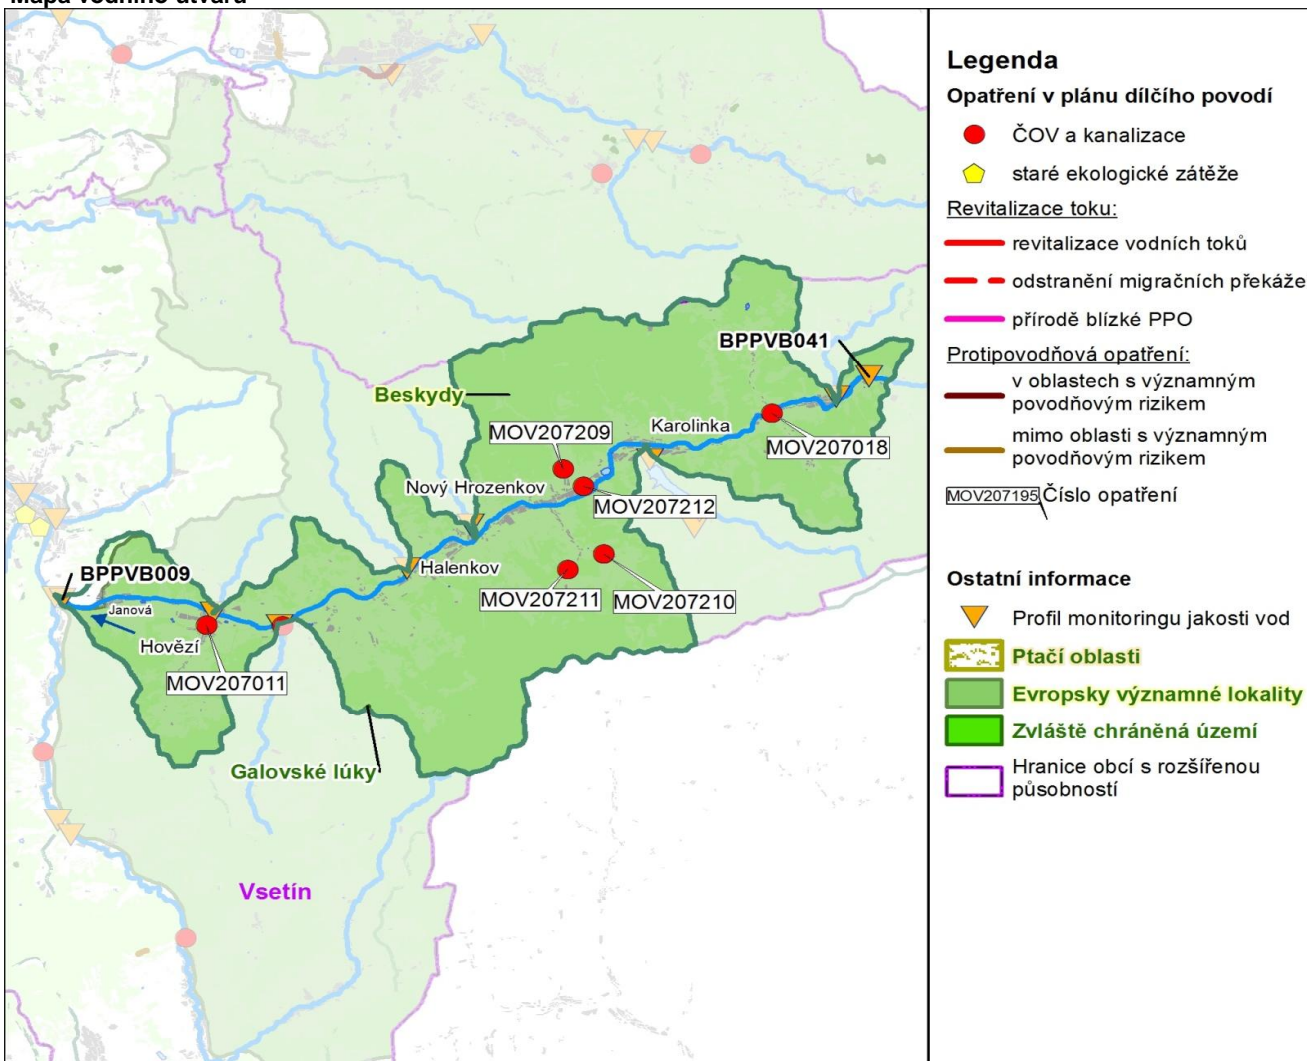 Mapa vodního útvaru
BPPVB041
Beskydy
Karolinka
MOV207209
MOV207018
Nový Hrozenkov
MOV207212
Halenkov
BPPVB009
MOV207211
MOV207210
Janová
Hovězí
MOV207011
Galovské lúky
Vsetín
Legenda
Opatření v plánu dílčího povodí
ČOV a kanalizace
staré ekologické zátěže
Revitalizace toku:
revitalizace vodních toků
odstranění migračních překáže
přírodě blízké PPO
Protipovodňová opatření:
v oblastech s významným
povodňovým rizikem
mimo oblasti s významným
povodňovým rizikem
MOV207195 Číslo opatření
Ostatní informace
Profil monitoringu jakosti vod
Ptačí oblasti
Evropsky významné lokality
Zvláště chráněná území
Hranice obcí s rozšířenou
působností